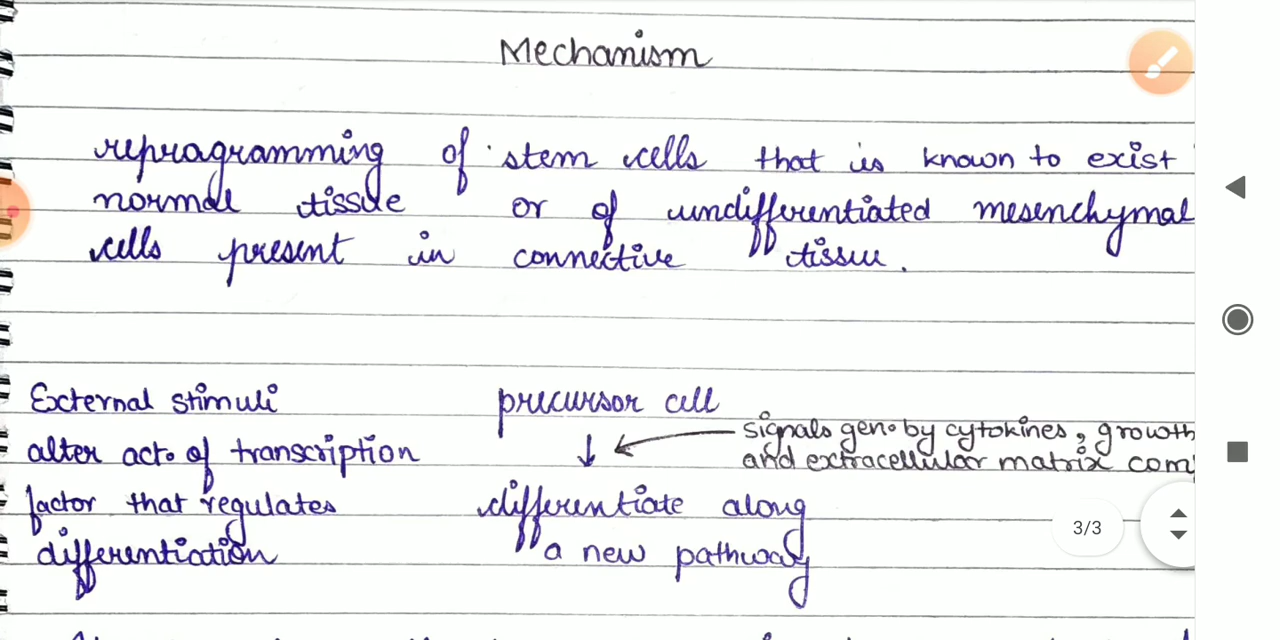 Mechanism
reprogramming of stem cells that is known to exist
normal tissue or of undifferentiated mesenchymal
cells present in connective tissue.
External stimuli
alter act. of transcription
factor that regulates
differentiation
precursor cell
↓
signals gen. by cytokines, growth
and extracellular matrix com
differentiate along
a new pathway
3/3